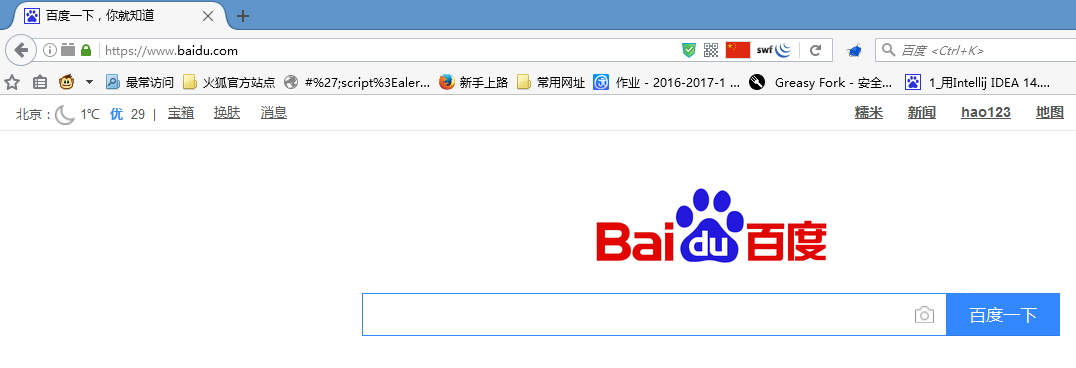 百度一下，你就知道
https://www.baidu.com swf 百度 <Ctrl+K>
最常访问 火狐官方站点 #%27;script%3Ealer... 新手上路 常用网址 作业 - 2016-2017-1 ... Greasy Fork - 安全... 1_用Intellij IDEA 14....
北京： 1℃ 优 29 | 宝箱 换肤 消息 糯米 新闻 hao123 地图
Bai du 百度
百度一下